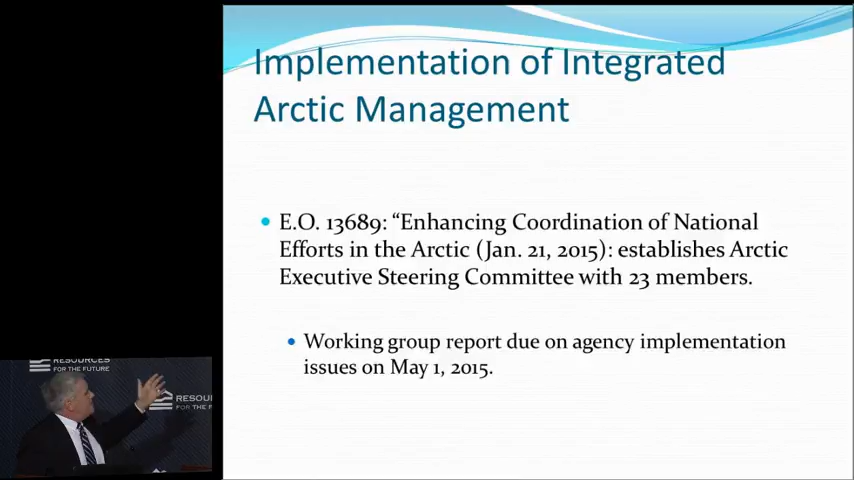 Implementation of Integrated
Arctic Management
E.O. 13689: “Enhancing Coordination of National
Efforts in the Arctic (Jan. 21, 2015): establishes Arctic
Executive Steering Committee with 23 members.
Working group report due on agency implementation
issues on May 1, 2015.
RESOURCES
FOR THE FUTURE
RESOURC
FOR THE F